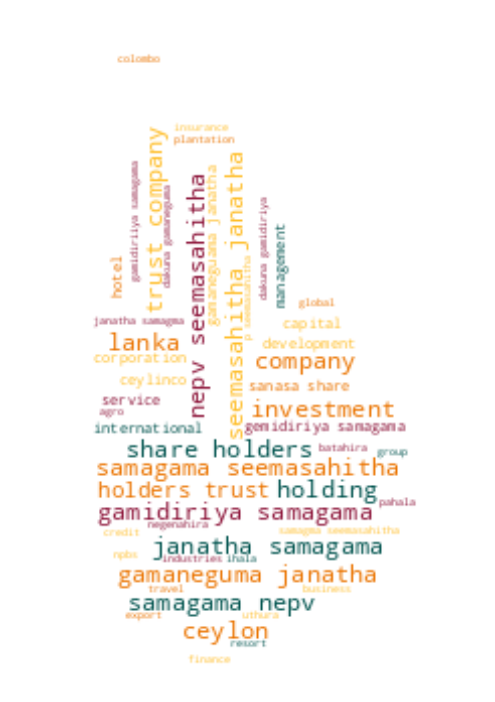 colombo
insurance
plantation
trust company
gamidiriiya samagama
dakuna gamaneguma
nepv seemasahitha
gamaneguama janatha
seemasahitha janatha
p seemasahitha janatha
dakuna gamidiriya
management
hotel
global
janatha samagma
capital
lanka
development
corporation
company
ceylinco
sanasa share
service
agro
investment
international
gemidiriya samagama
share holders
batahira
group
samagama seemasahitha
holders trust
holding
pahala
gamidiriya samagama
negenahira
credit
samagma seemasahitha
janatha samagama
npbs
industries
ihala
gamaneguma janatha
travel
business
samagama nepv
export
uthura
ceylon
resort
finance